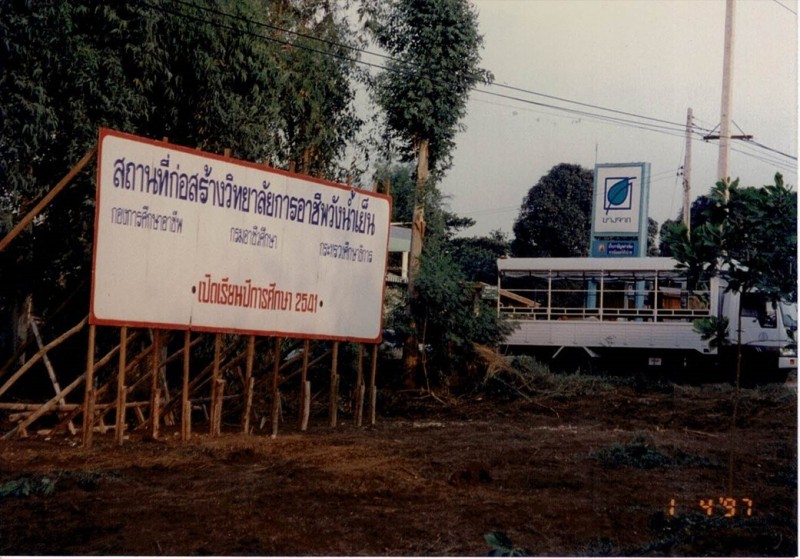 สถานที่ก่อสร้างวิทยาลัยการอาชีพวังน้ำเย็น
กองการศึกษาอาชีพ กรมอาชีวศึกษา กระทรวงศึกษาธิการ
เปิดเรียนปีการศึกษา 2541
บางจาก
1 4 '97